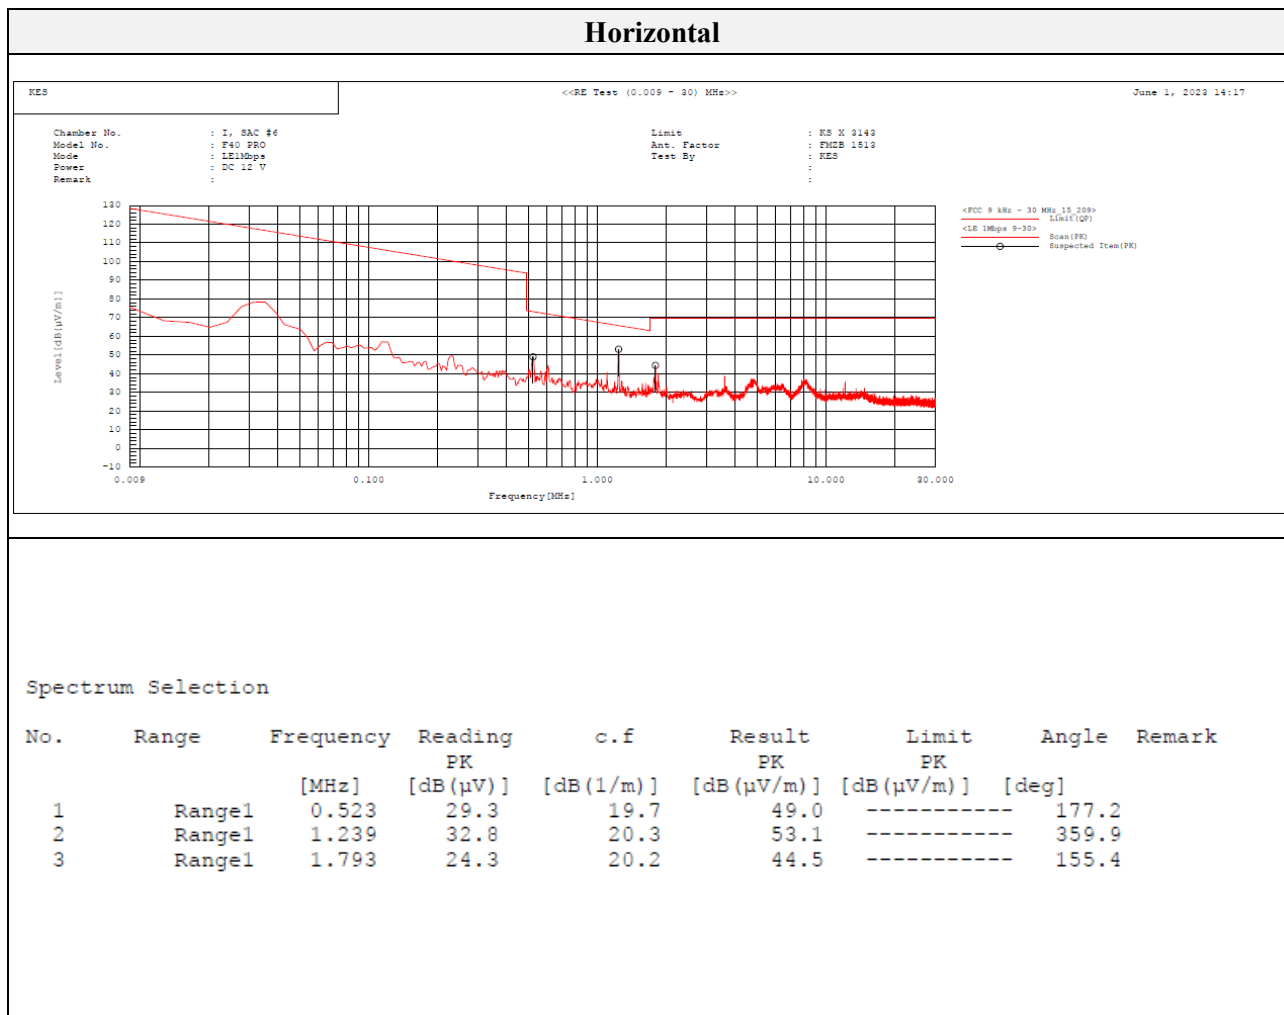 Horizontal
KES <<RE Test (0.009 - 30) MHz>> June 1, 2023 14:17
Chamber No. : I, SAC #6 Limit : KS X 3143
Model No. : F40 PRO Ant. Factor : FMZB 1513
Mode : LE1Mbps Test By : KES
Power : DC 12 V :
Remark : :
<FCC 9 kHz - 30 MHz_15_209>
Limit(QP)
<LE 1Mbps 9-30>
Scan(PK)
Suspected Item(PK)
Level[dB(μV/m)]
130
120
110
100
90
80
70
60
50
40
30
20
10
0
-10
0.009 0.100 1.000 10.000 30.000
Frequency[MHz]
Spectrum Selection
No. Range Frequency Reading c.f Result Limit Angle Remark
PK PK PK
[MHz] [dB(μV)] [dB(1/m)] [dB(μV/m)] [dB(μV/m)] [deg]
1 Range1 0.523 29.3 19.7 49.0 ----------- 177.2
2 Range1 1.239 32.8 20.3 53.1 ----------- 359.9
3 Range1 1.793 24.3 20.2 44.5 ----------- 155.4